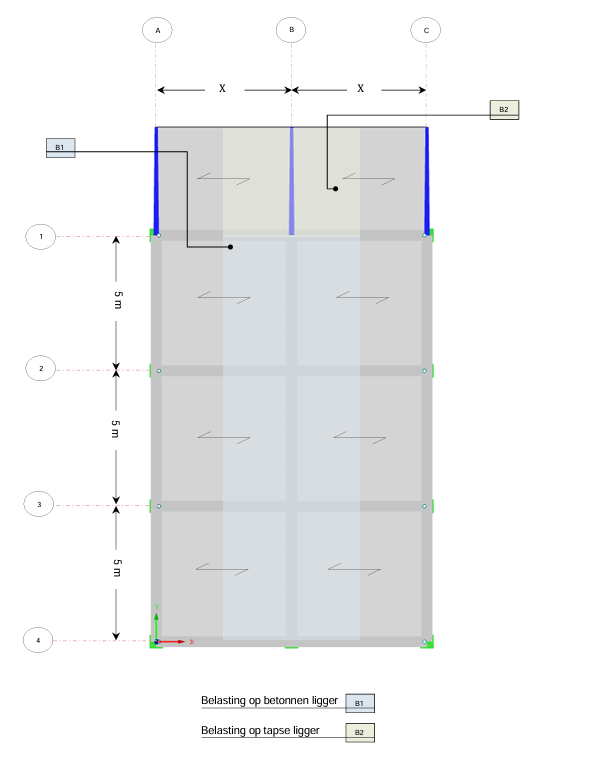 A B C
X X
B2
B1
1
5 m
2
5 m
3
5 m
Y
4
Z X
Belasting op betonnen ligger B1
Belasting op tapse ligger B2